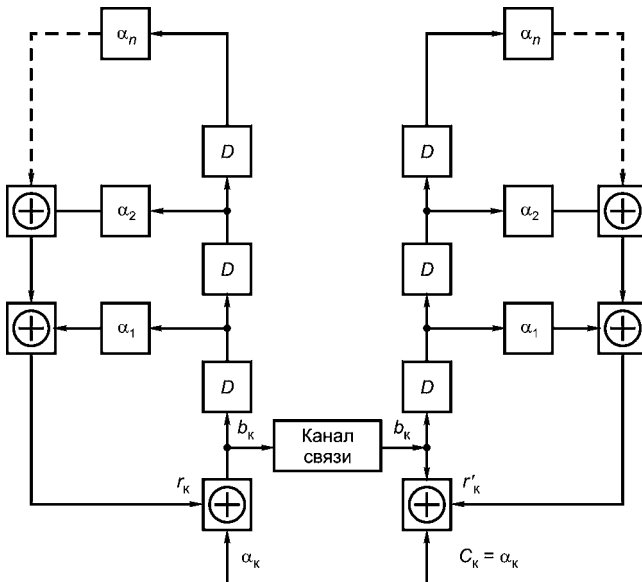 αn αn
D D
α2 α2
D D
α1 α1
D D
bк Канал связи bк
rк r'к
αк Cк = αк